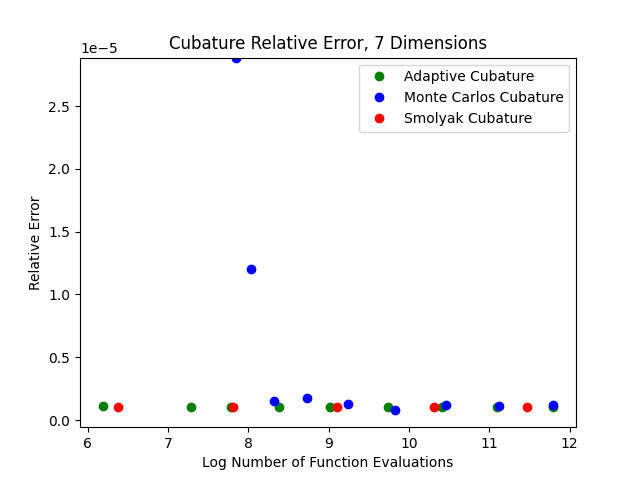 Cubature Relative Error, 7 Dimensions
1e−5
Adaptive Cubature
Monte Carlos Cubature
Smolyak Cubature
2.5
2.0
1.5
1.0
0.5
0.0
Relative Error
6 7 8 9 10 11 12
Log Number of Function Evaluations